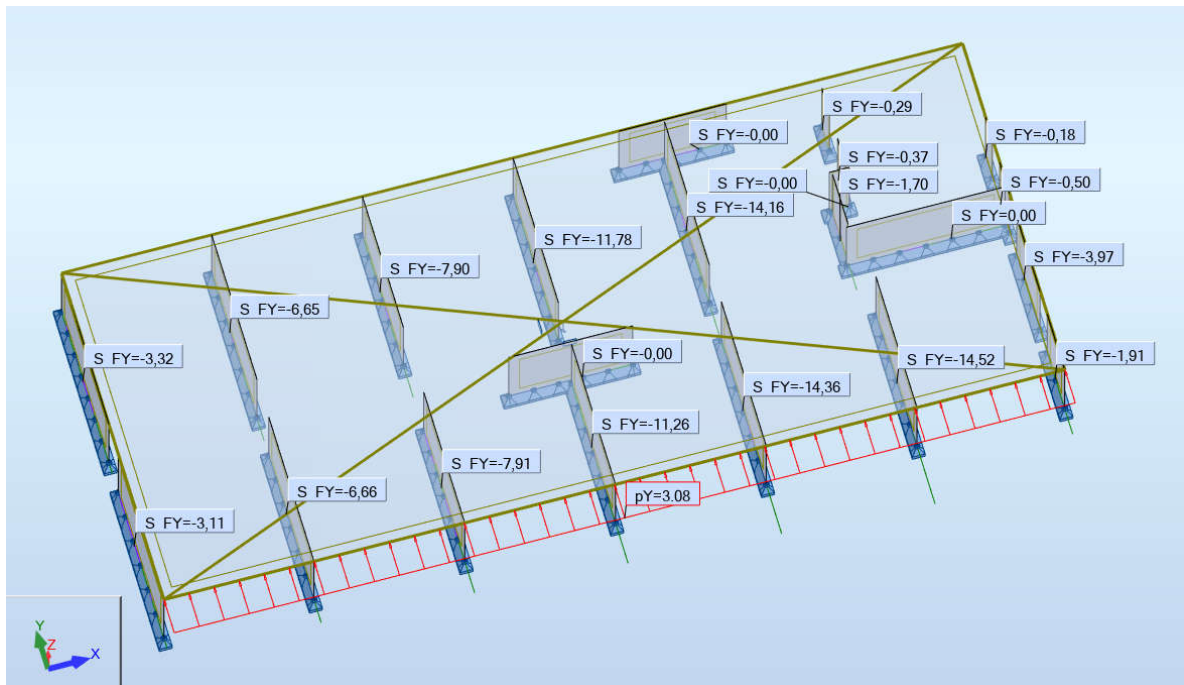 S FY=-0,29
S FY=-0,00
S FY=-0,18
S FY=-0,37
S FY=-0,00
S FY=-1,70
S FY=-0,50
S FY=-14,16
S FY=0,00
S FY=-11,78
S FY=-3,97
S FY=-7,90
S FY=-6,65
S FY=-3,32
S FY=-0,00
S FY=-14,52
S FY=-1,91
S FY=-14,36
S FY=-11,26
S FY=-7,91
S FY=-6,66
pY=3.08
S FY=-3,11
Y
Z
X